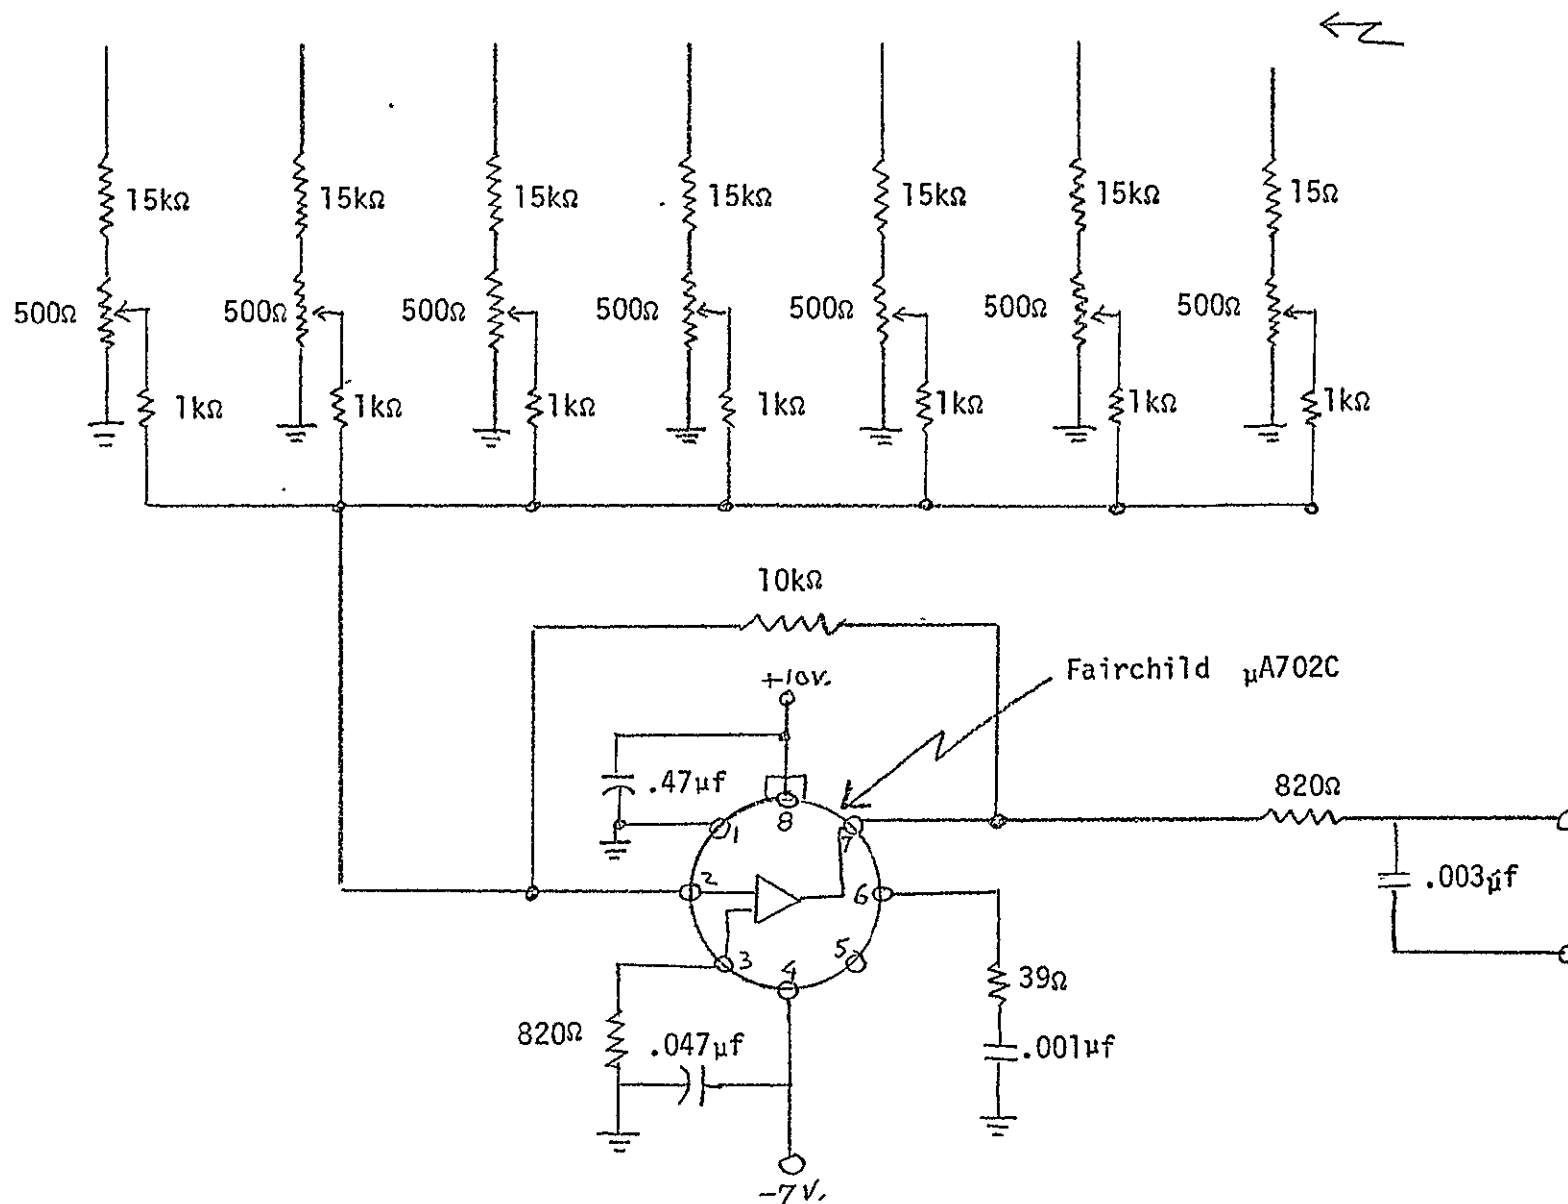 15kΩ 15kΩ 15kΩ 15kΩ 15kΩ 15kΩ 15Ω
500Ω 500Ω 500Ω 500Ω 500Ω 500Ω 500Ω
1kΩ 1kΩ 1kΩ 1kΩ 1kΩ 1kΩ 1kΩ
10kΩ
Fairchild μA702C
+10V.
.47μf
820Ω
8
1
7
.003μf
2
6
3
5
4
39Ω
820Ω
.047μf
.001μf
-7V.